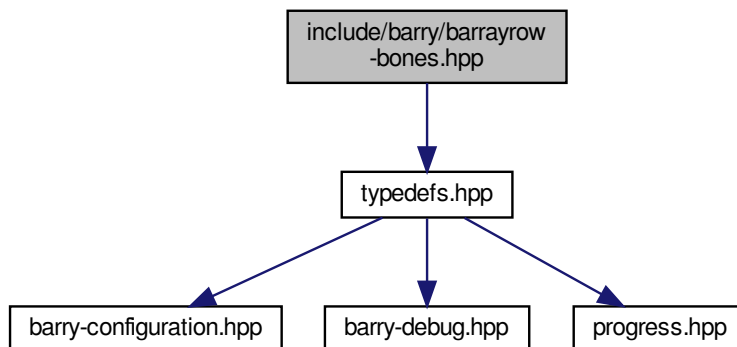 include/barry/barrayrow
-bones.hpp
typedefs.hpp
barry-configuration.hpp
barry-debug.hpp
progress.hpp